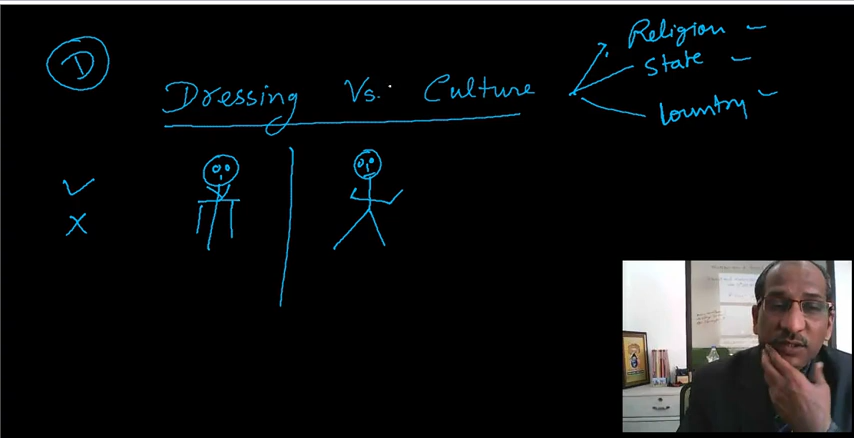 D
Dressing Vs. Culture
Religion
State
Country